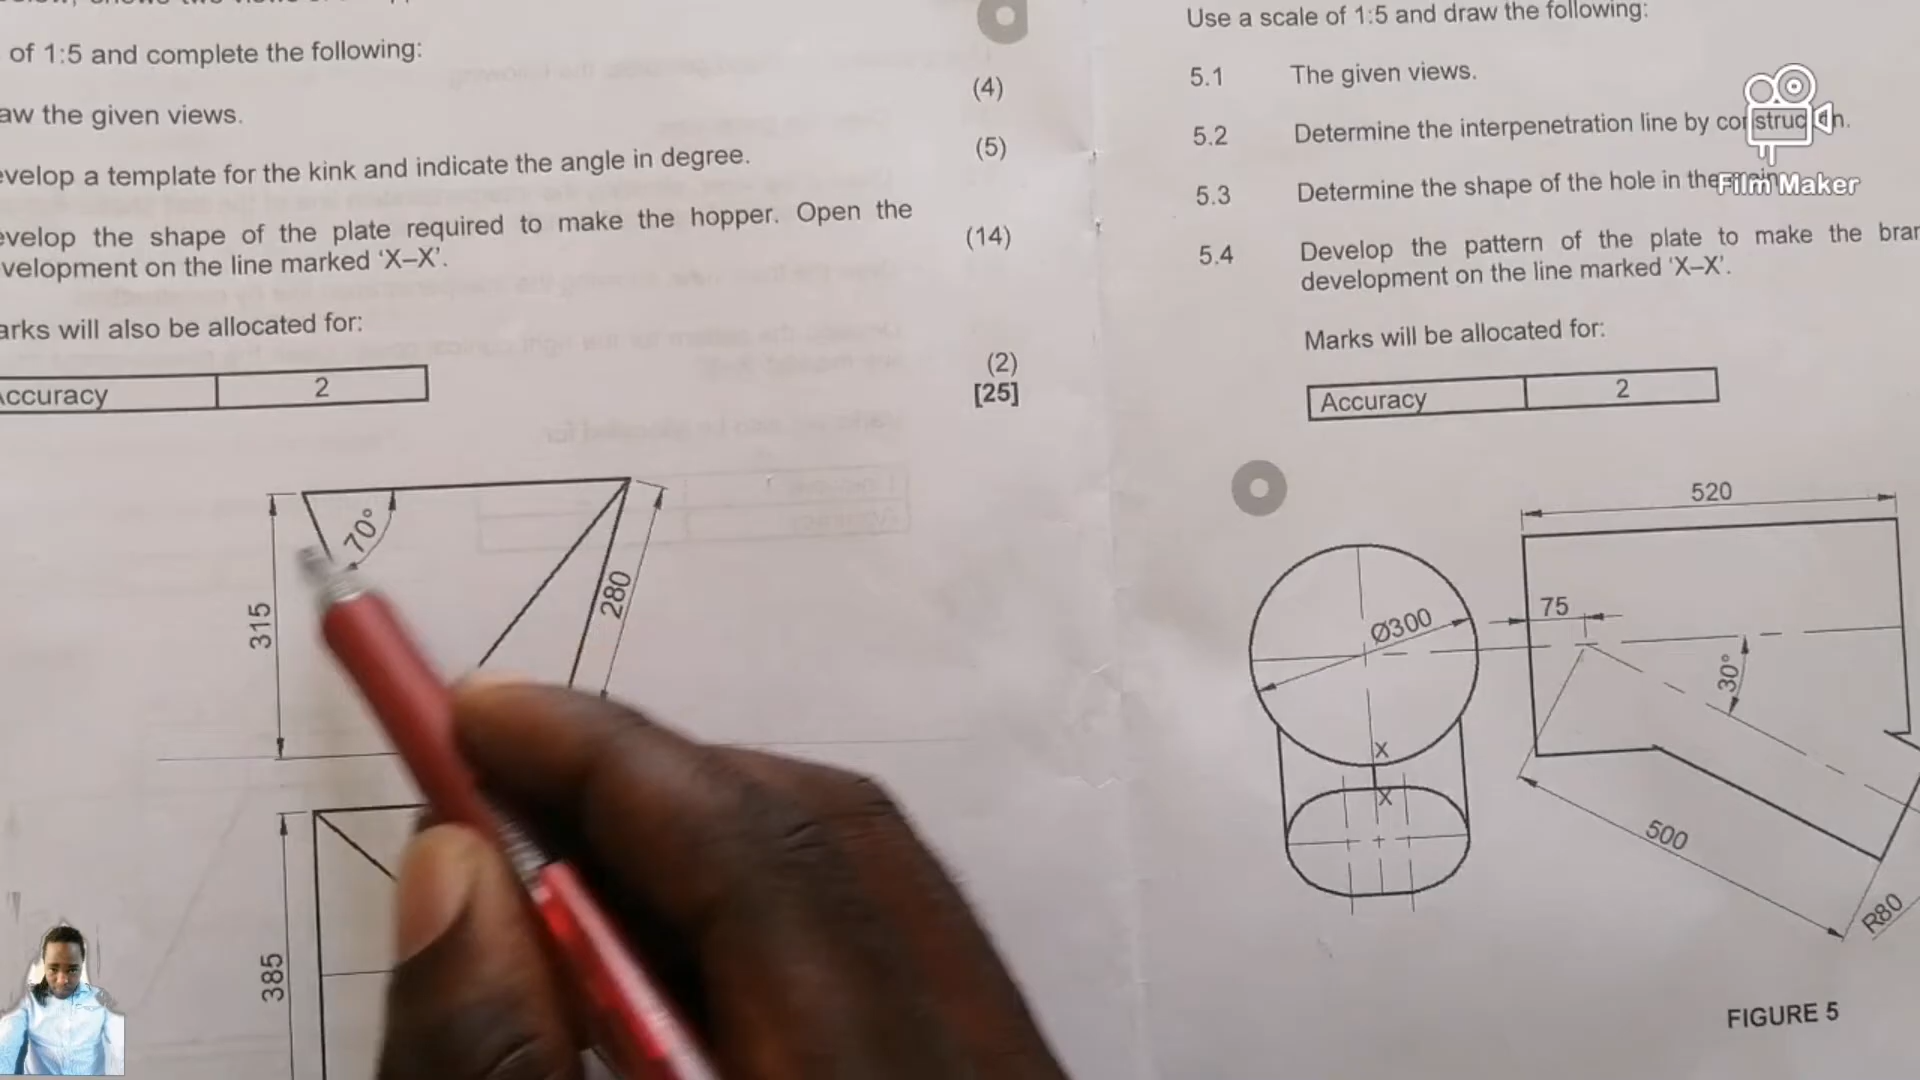 of 1:5 and complete the following:
(4)
aw the given views.
evelop a template for the kink and indicate the angle in degree.
(5)
evelop the shape of the plate required to make the hopper. Open the
velopment on the line marked ‘X–X’.
(14)
arks will also be allocated for:
Accuracy 2
(2)
[25]
70°
315
280
385
Use a scale of 1:5 and draw the following:
5.1 The given views.
5.2 Determine the interpenetration line by
5.3 Determine the shape of the hole in the
5.4 Develop the pattern of the plate to make the bran
development on the line marked ‘X–X’.
Marks will be allocated for:
Accuracy 2
520
75
Ø300
30°
X
X
500
R80
FIGURE 5
Film Maker